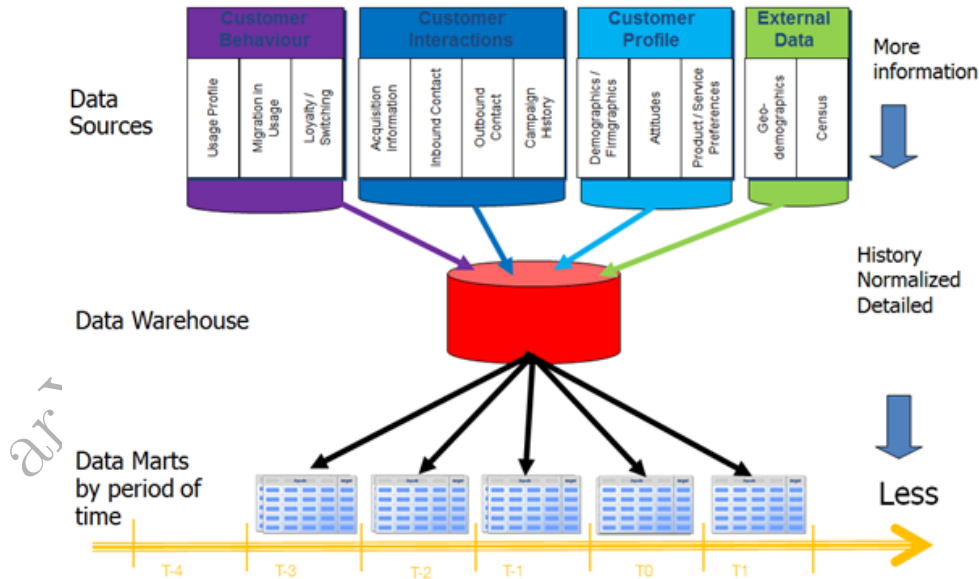 Customer
Behaviour
Customer
Interactions
Customer
Profile
External
Data
More
information
Data
Sources
Usage Profile
Migration in
Usage
Loyalty /
Switching
Acquisition
Information
Inbound Contact
Outbound
Contact
Campaign
History
Demographics /
Firmgraphics
Attitudes
Product / Service
Preferences
Geo-
demographics
Census
History
Normalized
Detailed
Data Warehouse
Data Marts
by period of
time
Less
T-4
T-3
T-2
T-1
T0
T1